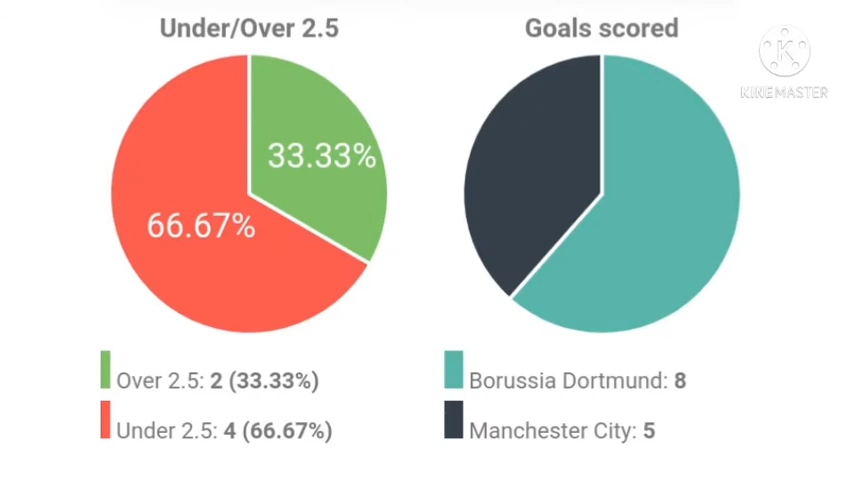 Under/Over 2.5
33.33%
66.67%
Over 2.5: 2 (33.33%)
Under 2.5: 4 (66.67%)
Goals scored
Borussia Dortmund: 8
Manchester City: 5
K
KINEMASTER